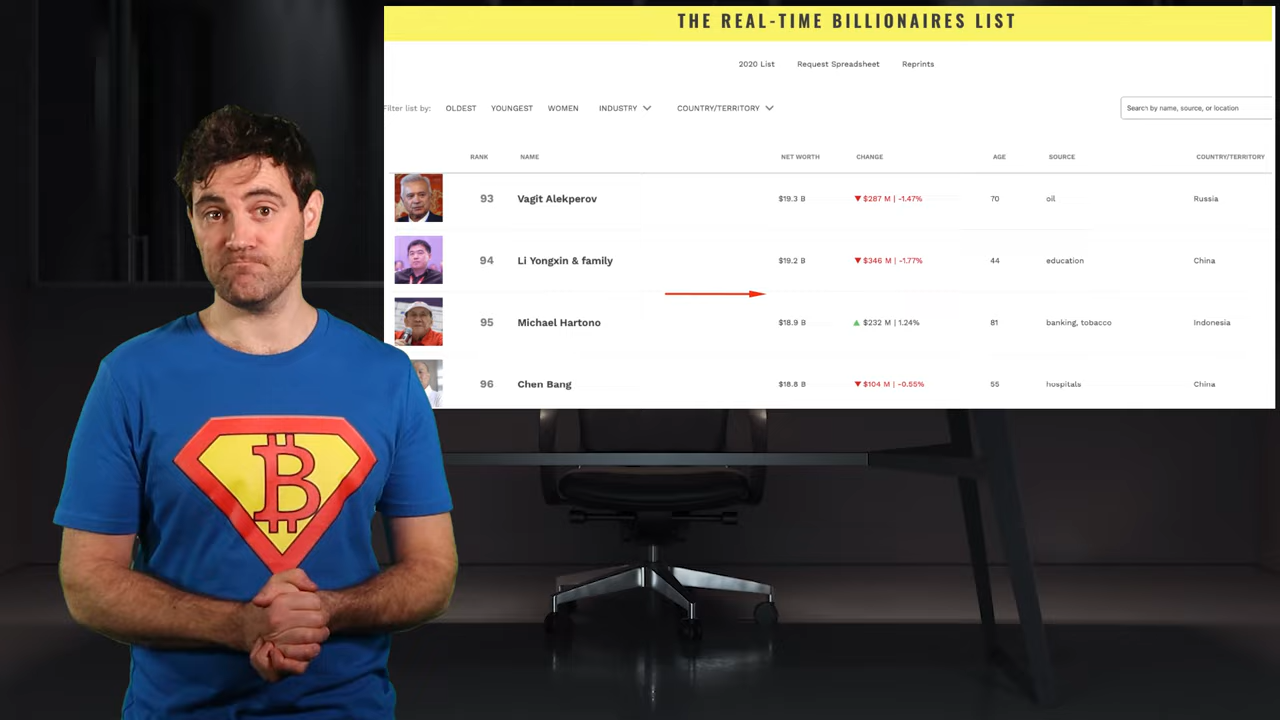 THE REAL-TIME BILLIONAIRES LIST
2020 List Request Spreadsheet Reprints
Filter list by: OLDEST YOUNGEST WOMEN INDUSTRY COUNTRY/TERRITORY Search by name, source, or location
RANK NAME NET WORTH CHANGE AGE SOURCE COUNTRY/TERRITORY
93 Vagit Alekperov $19.3 B $287 M | -1.47% 70 oil Russia
94 Li Yongxin & family $19.2 B $346 M | -1.77% 44 education China
95 Michael Hartono $18.9 B $232 M | 1.24% 81 banking, tobacco Indonesia
96 Chen Bang $18.8 B $104 M | -0.55% 55 hospitals China
B